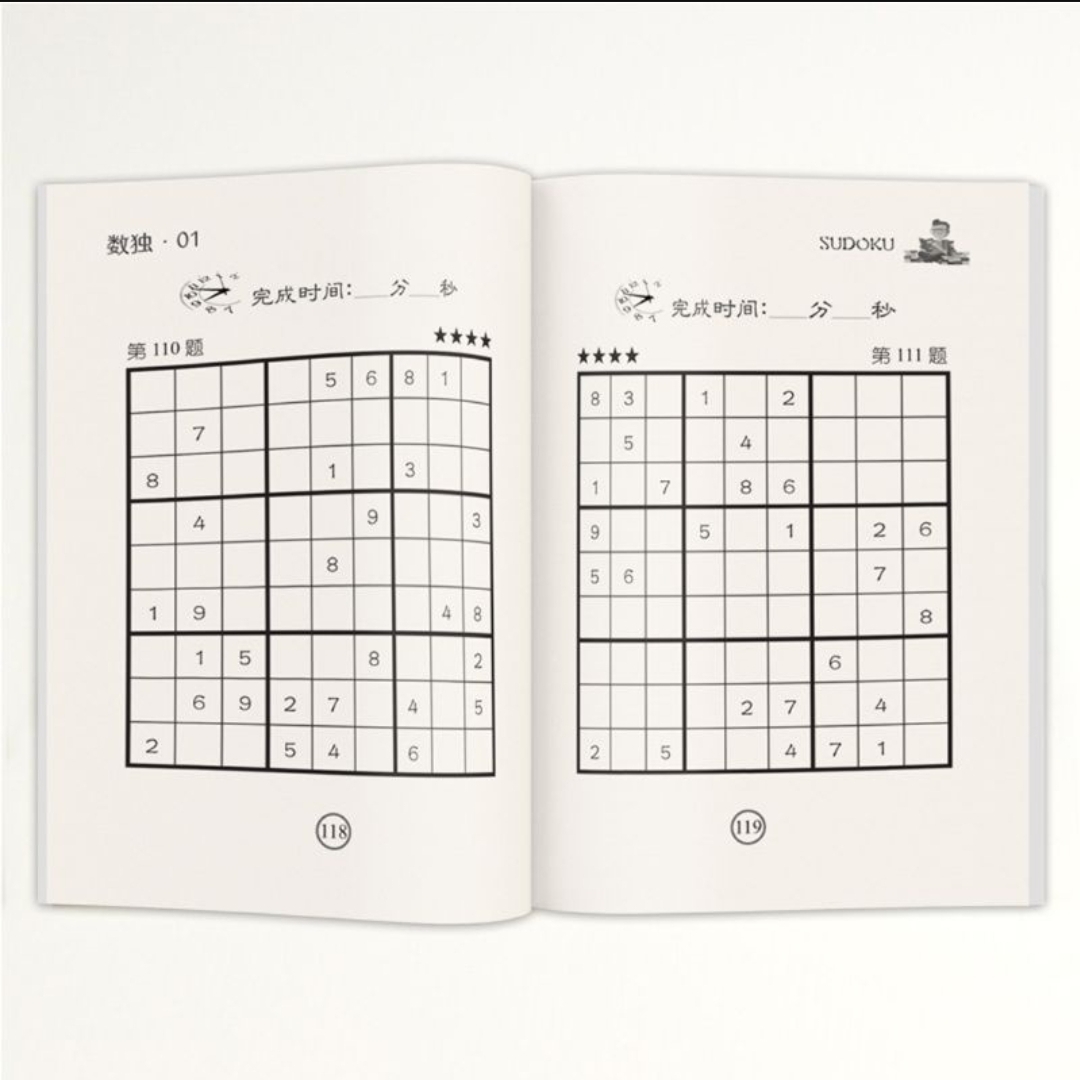 数独 · 01
完成时间:___分___秒
★★★★
第 110 题
5 6 8 1
7
8 1 3
4 9 3
8
1 9 4 8
1 5 8 2
6 9 2 7 4 5
2 5 4 6
118
SUDOKU
完成时间:___分___秒
★★★★ 第 111 题
8 3 1 2
5 4
1 7 8 6
9 5 1 2 6
5 6 7
8
6
2 7 4
2 5 4 7 1
119